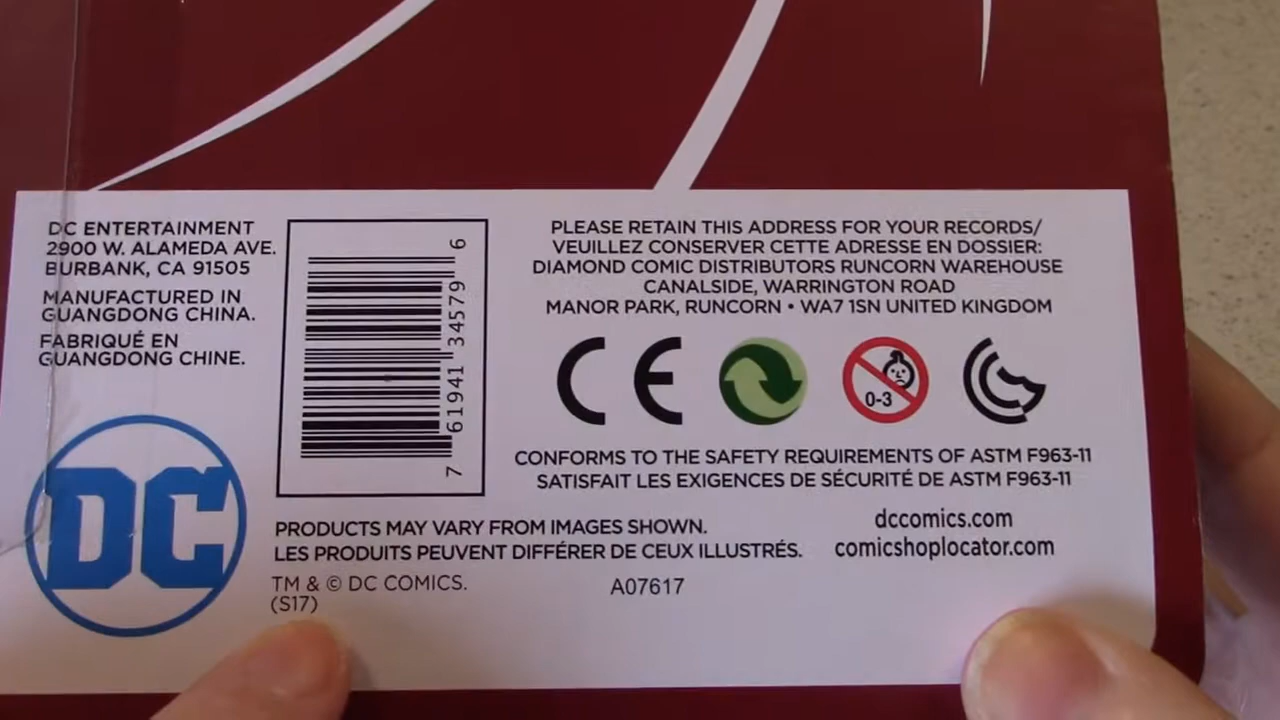 DC ENTERTAINMENT
2900 W. ALAMEDA AVE.
BURBANK, CA 91505
MANUFACTURED IN
GUANGDONG CHINA.
FABRIQUÉ EN
GUANGDONG CHINE.
DC
7 61941 34579 6
PLEASE RETAIN THIS ADDRESS FOR YOUR RECORDS/
VEUILLEZ CONSERVER CETTE ADRESSE EN DOSSIER:
DIAMOND COMIC DISTRIBUTORS RUNCORN WAREHOUSE
CANALSIDE, WARRINGTON ROAD
MANOR PARK, RUNCORN • WA7 1SN UNITED KINGDOM
CE
0-3
CONFORMS TO THE SAFETY REQUIREMENTS OF ASTM F963-11
SATISFAIT LES EXIGENCES DE SÉCURITÉ DE ASTM F963-11
PRODUCTS MAY VARY FROM IMAGES SHOWN.
LES PRODUITS PEUVENT DIFFÉRER DE CEUX ILLUSTRÉS.
dccomics.com
comicshoplocator.com
TM & © DC COMICS.
(S17)
A07617